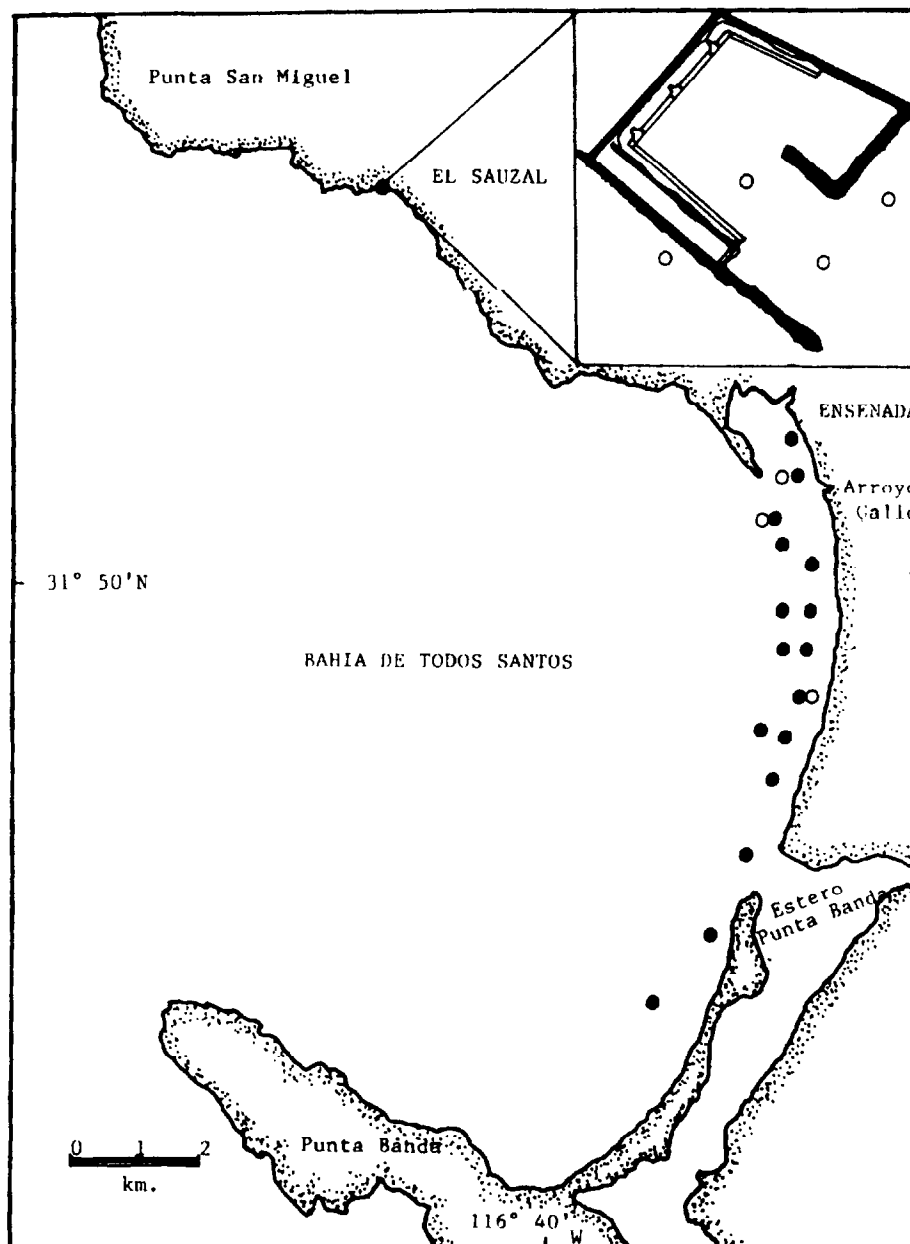 Punta San Miguel
EL SAUZAL
ENSENADA
Arroyo
31° 50'N
BAHIA DE TODOS SANTOS
Estero
Punta Banda
0 1 2
km.
Punta Banda
116° 40'
W